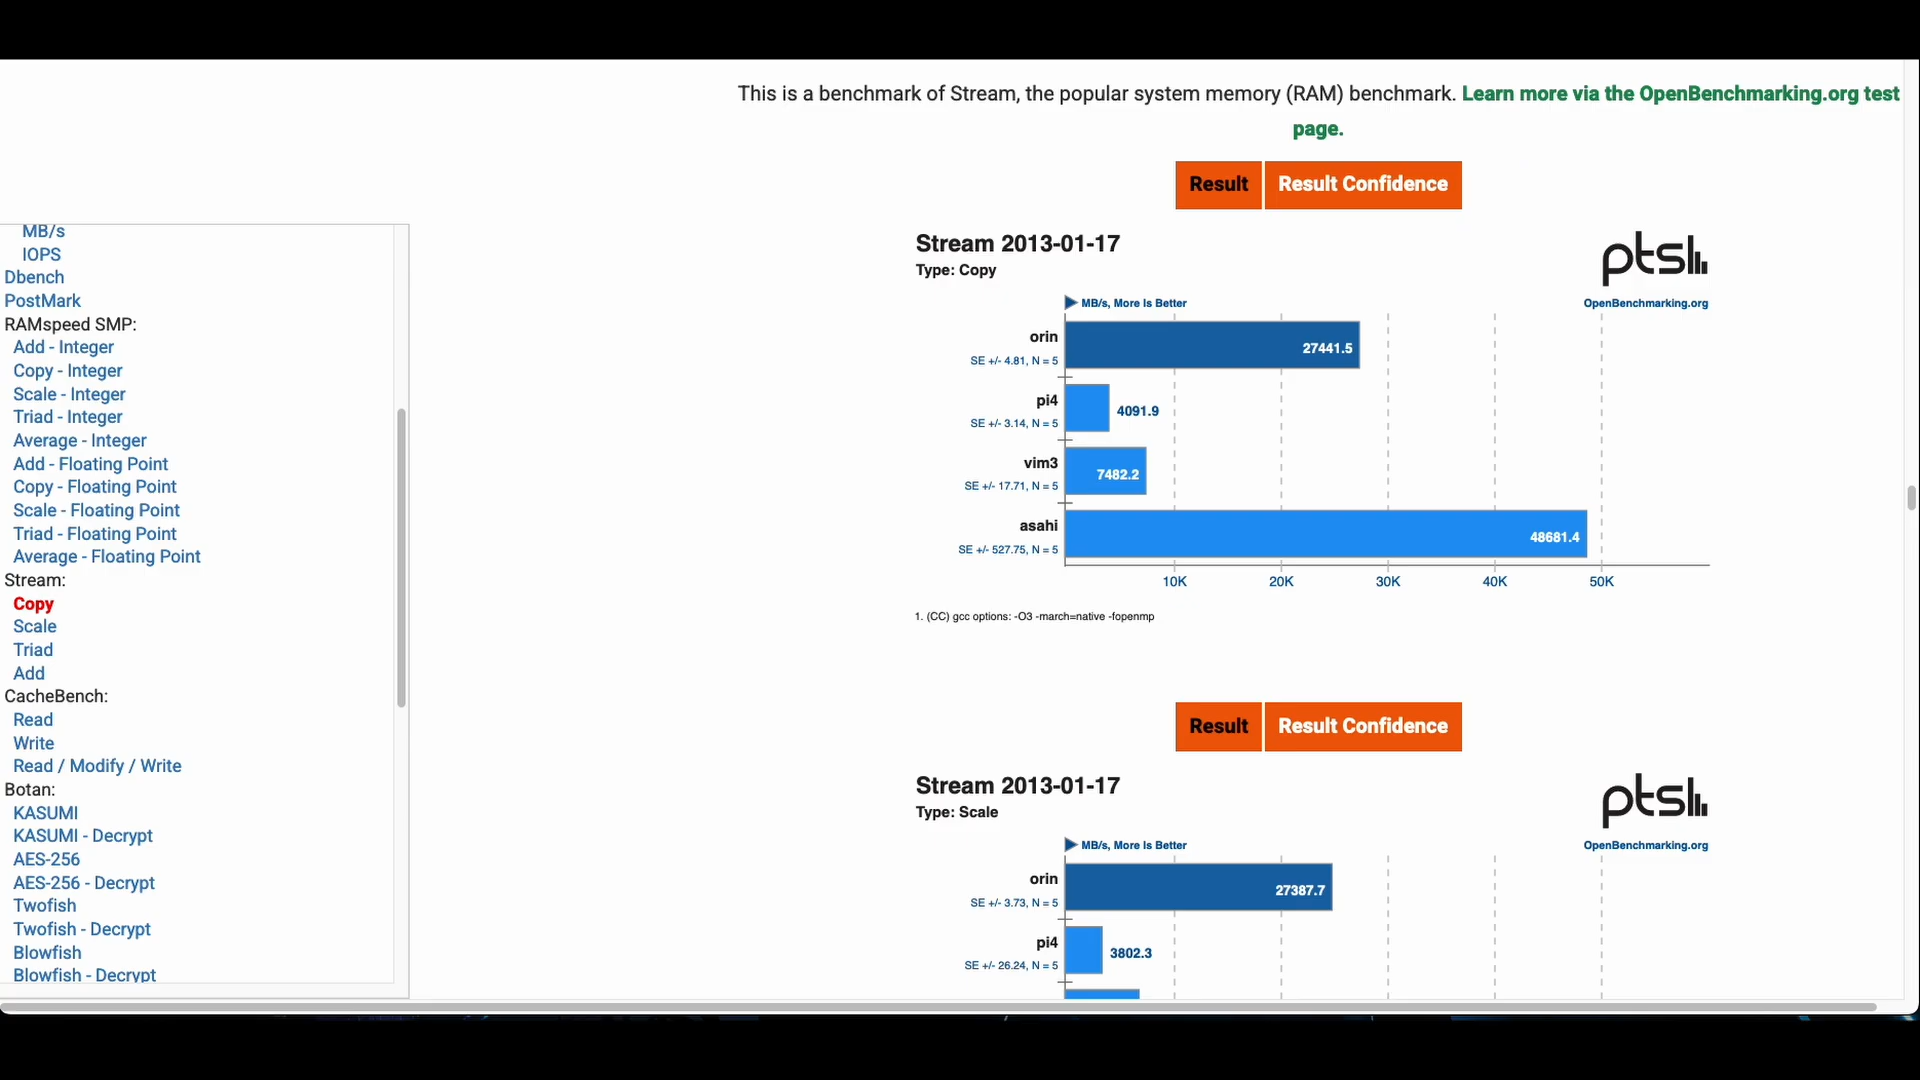 This is a benchmark of Stream, the popular system memory (RAM) benchmark. Learn more via the OpenBenchmarking.org test
page.
Result
Result Confidence
MB/s
IOPS
Dbench
PostMark
RAMspeed SMP:
Add - Integer
Copy - Integer
Scale - Integer
Triad - Integer
Average - Integer
Add - Floating Point
Copy - Floating Point
Scale - Floating Point
Triad - Floating Point
Average - Floating Point
Stream:
Copy
Scale
Triad
Add
CacheBench:
Read
Write
Read / Modify / Write
Botan:
KASUMI
KASUMI - Decrypt
AES-256
AES-256 - Decrypt
Twofish
Twofish - Decrypt
Blowfish
Blowfish - Decrypt
Stream 2013-01-17
Type: Copy
pts
MB/s, More Is Better
OpenBenchmarking.org
orin
SE +/- 4.81, N = 5
27441.5
pi4
SE +/- 3.14, N = 5
4091.9
vim3
SE +/- 17.71, N = 5
7482.2
asahi
SE +/- 527.75, N = 5
48681.4
10K 20K 30K 40K 50K
1. (CC) gcc options: -O3 -march=native -fopenmp
Result
Result Confidence
Stream 2013-01-17
Type: Scale
pts
MB/s, More Is Better
OpenBenchmarking.org
orin
SE +/- 3.73, N = 5
27387.7
pi4
SE +/- 26.24, N = 5
3802.3